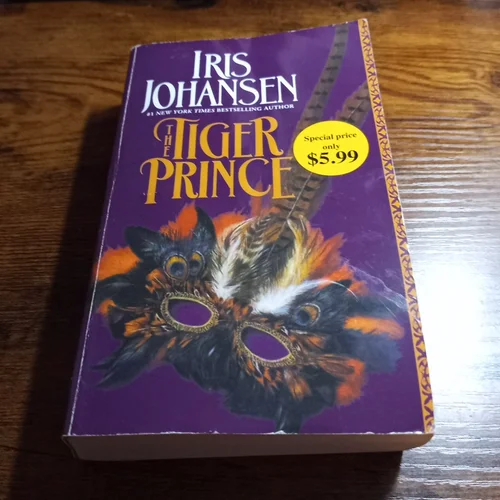 IRIS
JOHANSEN
#1 NEW YORK TIMES BESTSELLING AUTHOR
THE TIGER
PRINCE
Special price
only
$5.99